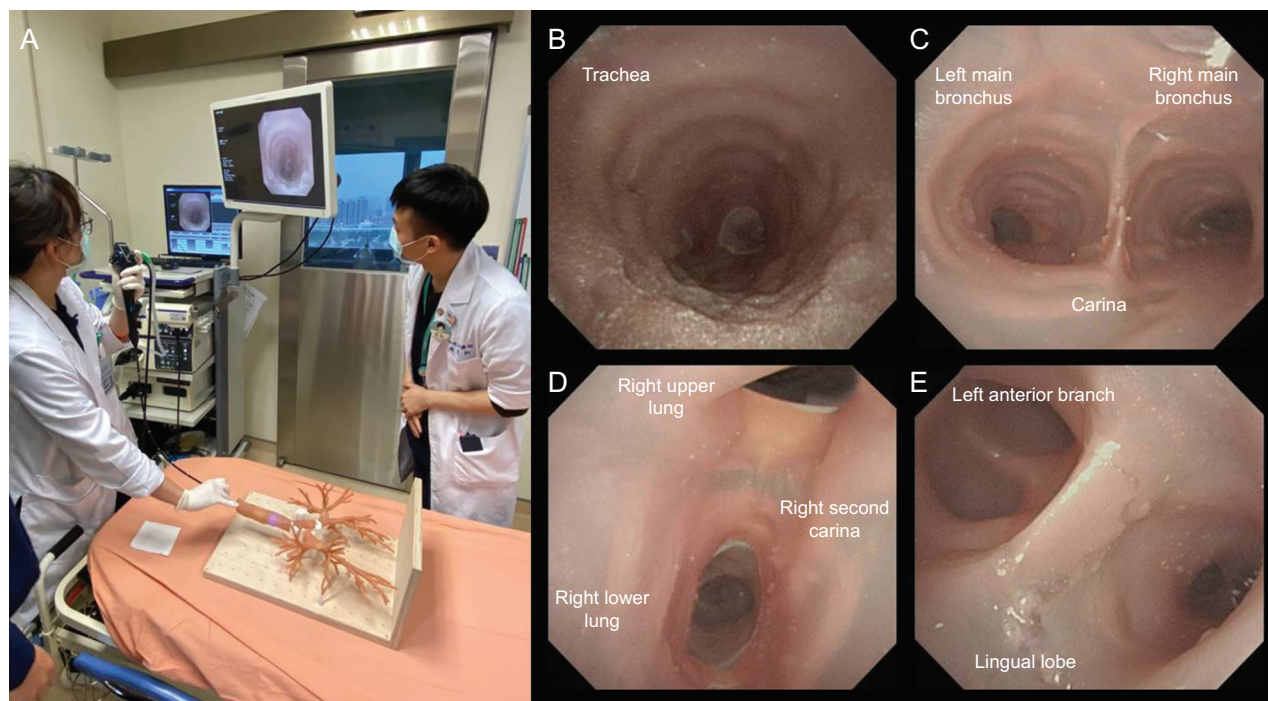 A
B
Trachea
C
Left main
bronchus
Right main
bronchus
Carina
D
Right upper
lung
Right second
carina
Right lower
lung
E
Left anterior branch
Lingual lobe